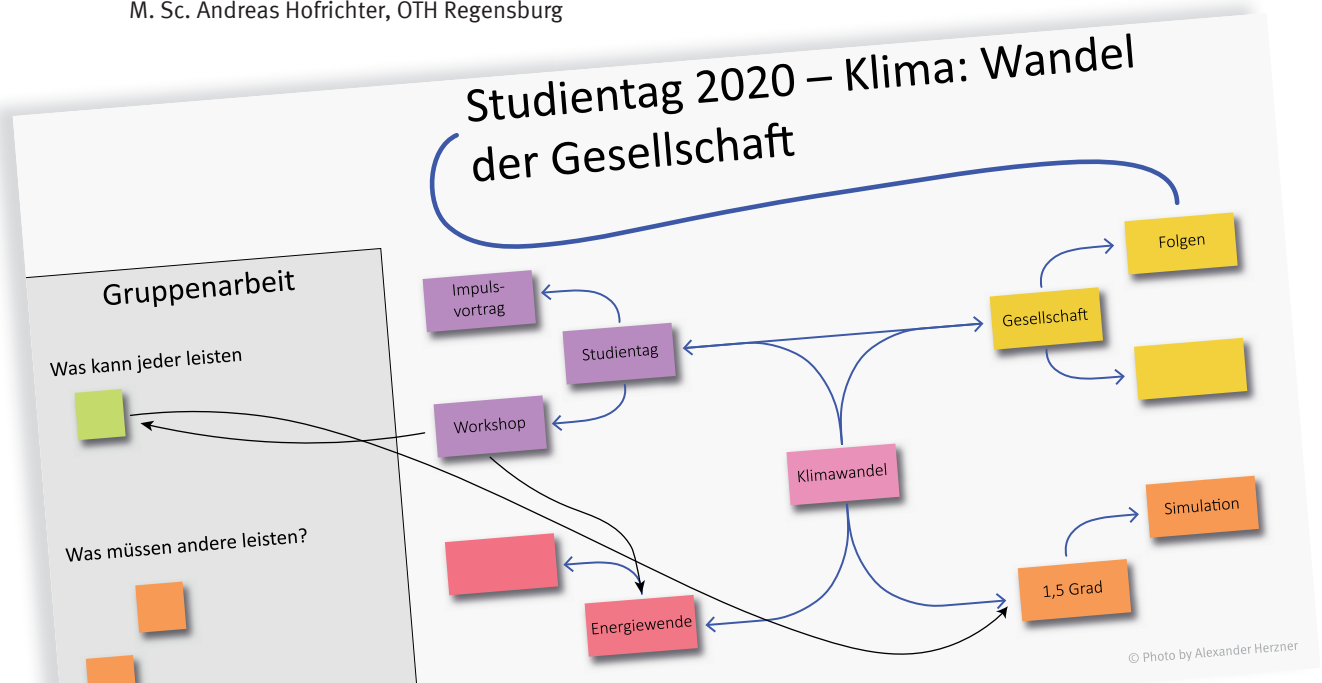 M. Sc. Andreas Hofrichter, OTH Regensburg
Studientag 2020 – Klima: Wandel
der Gesellschaft
Gruppenarbeit
Was kann jeder leisten
Was müssen andere leisten?
Impuls-
vortrag
Studientag
Workshop
Energiewende
Klimawandel
Gesellschaft
Folgen
Simulation
1,5 Grad
© Photo by Alexander Herzner